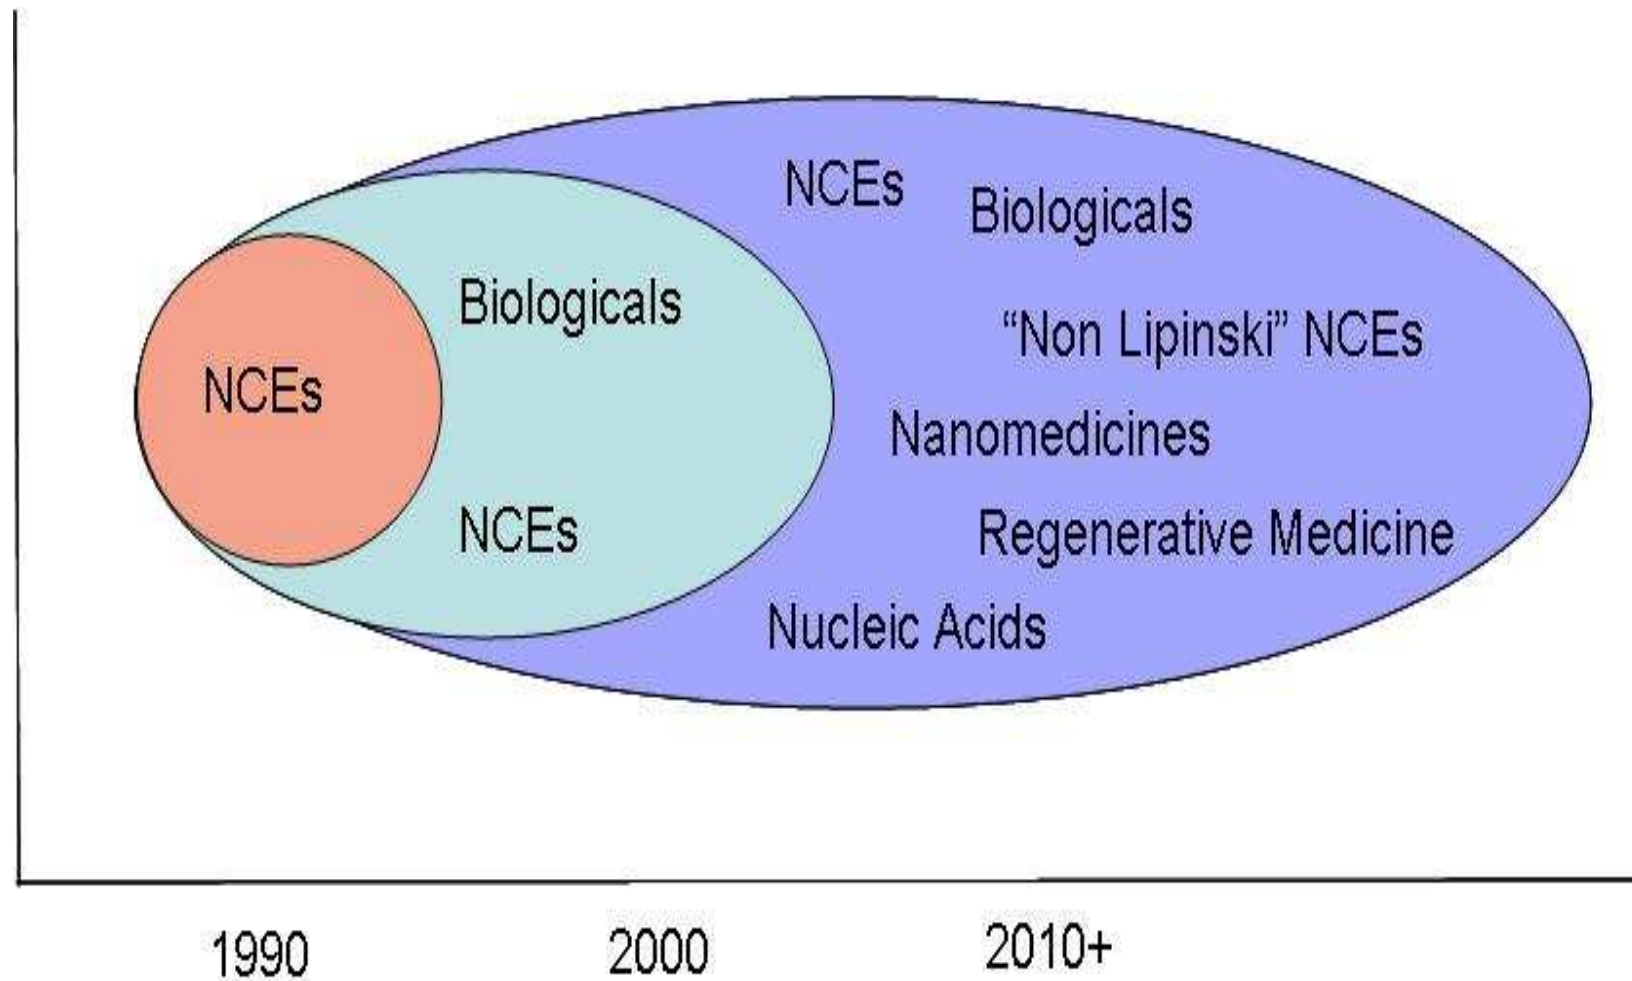 NCEs
Biologicals
NCEs
NCEs
Biologicals
“Non Lipinski” NCEs
Nanomedicines
Regenerative Medicine
Nucleic Acids
1990
2000
2010+